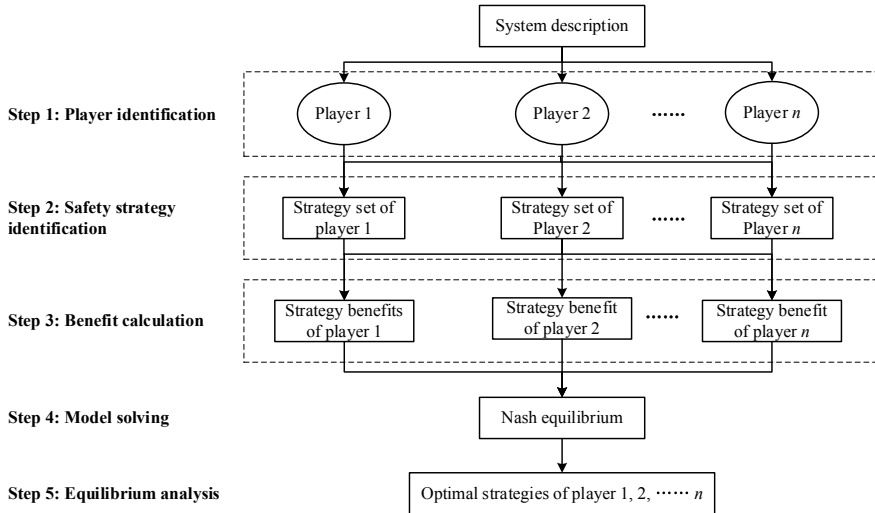 System description
Step 1: Player identification
Player 1
Player 2
······
Player n
Step 2: Safety strategy
identification
Strategy set of
player 1
Strategy set of
Player 2
······
Strategy set of
Player n
Step 3: Benefit calculation
Strategy benefits
of player 1
Strategy benefit
of player 2
······
Strategy benefit
of player n
Step 4: Model solving
Nash equilibrium
Step 5: Equilibrium analysis
Optimal strategies of player 1, 2, ······ n